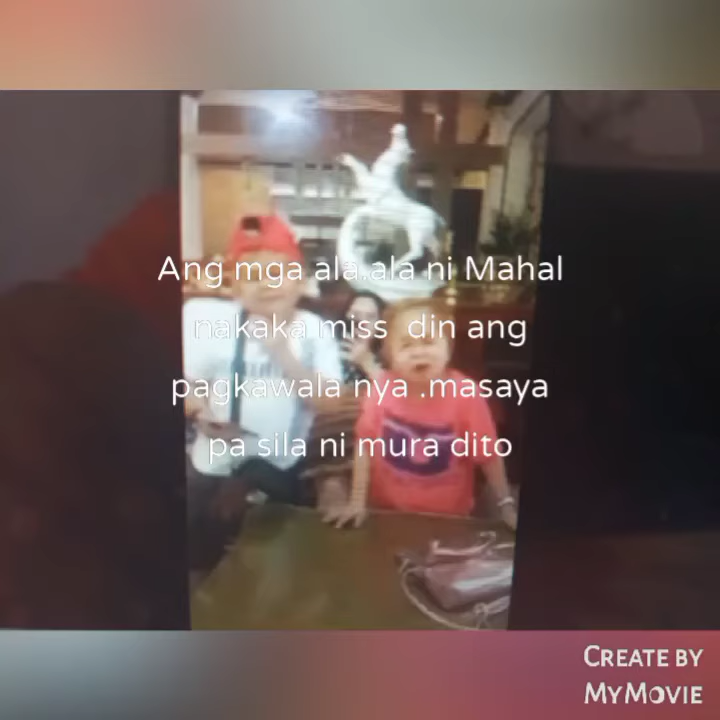 Ang mga ala.ala ni Mahal
nakaka miss din ang
pagkawala nya .masaya
pa sila ni mura dito
CREATE BY
MYMOVIE